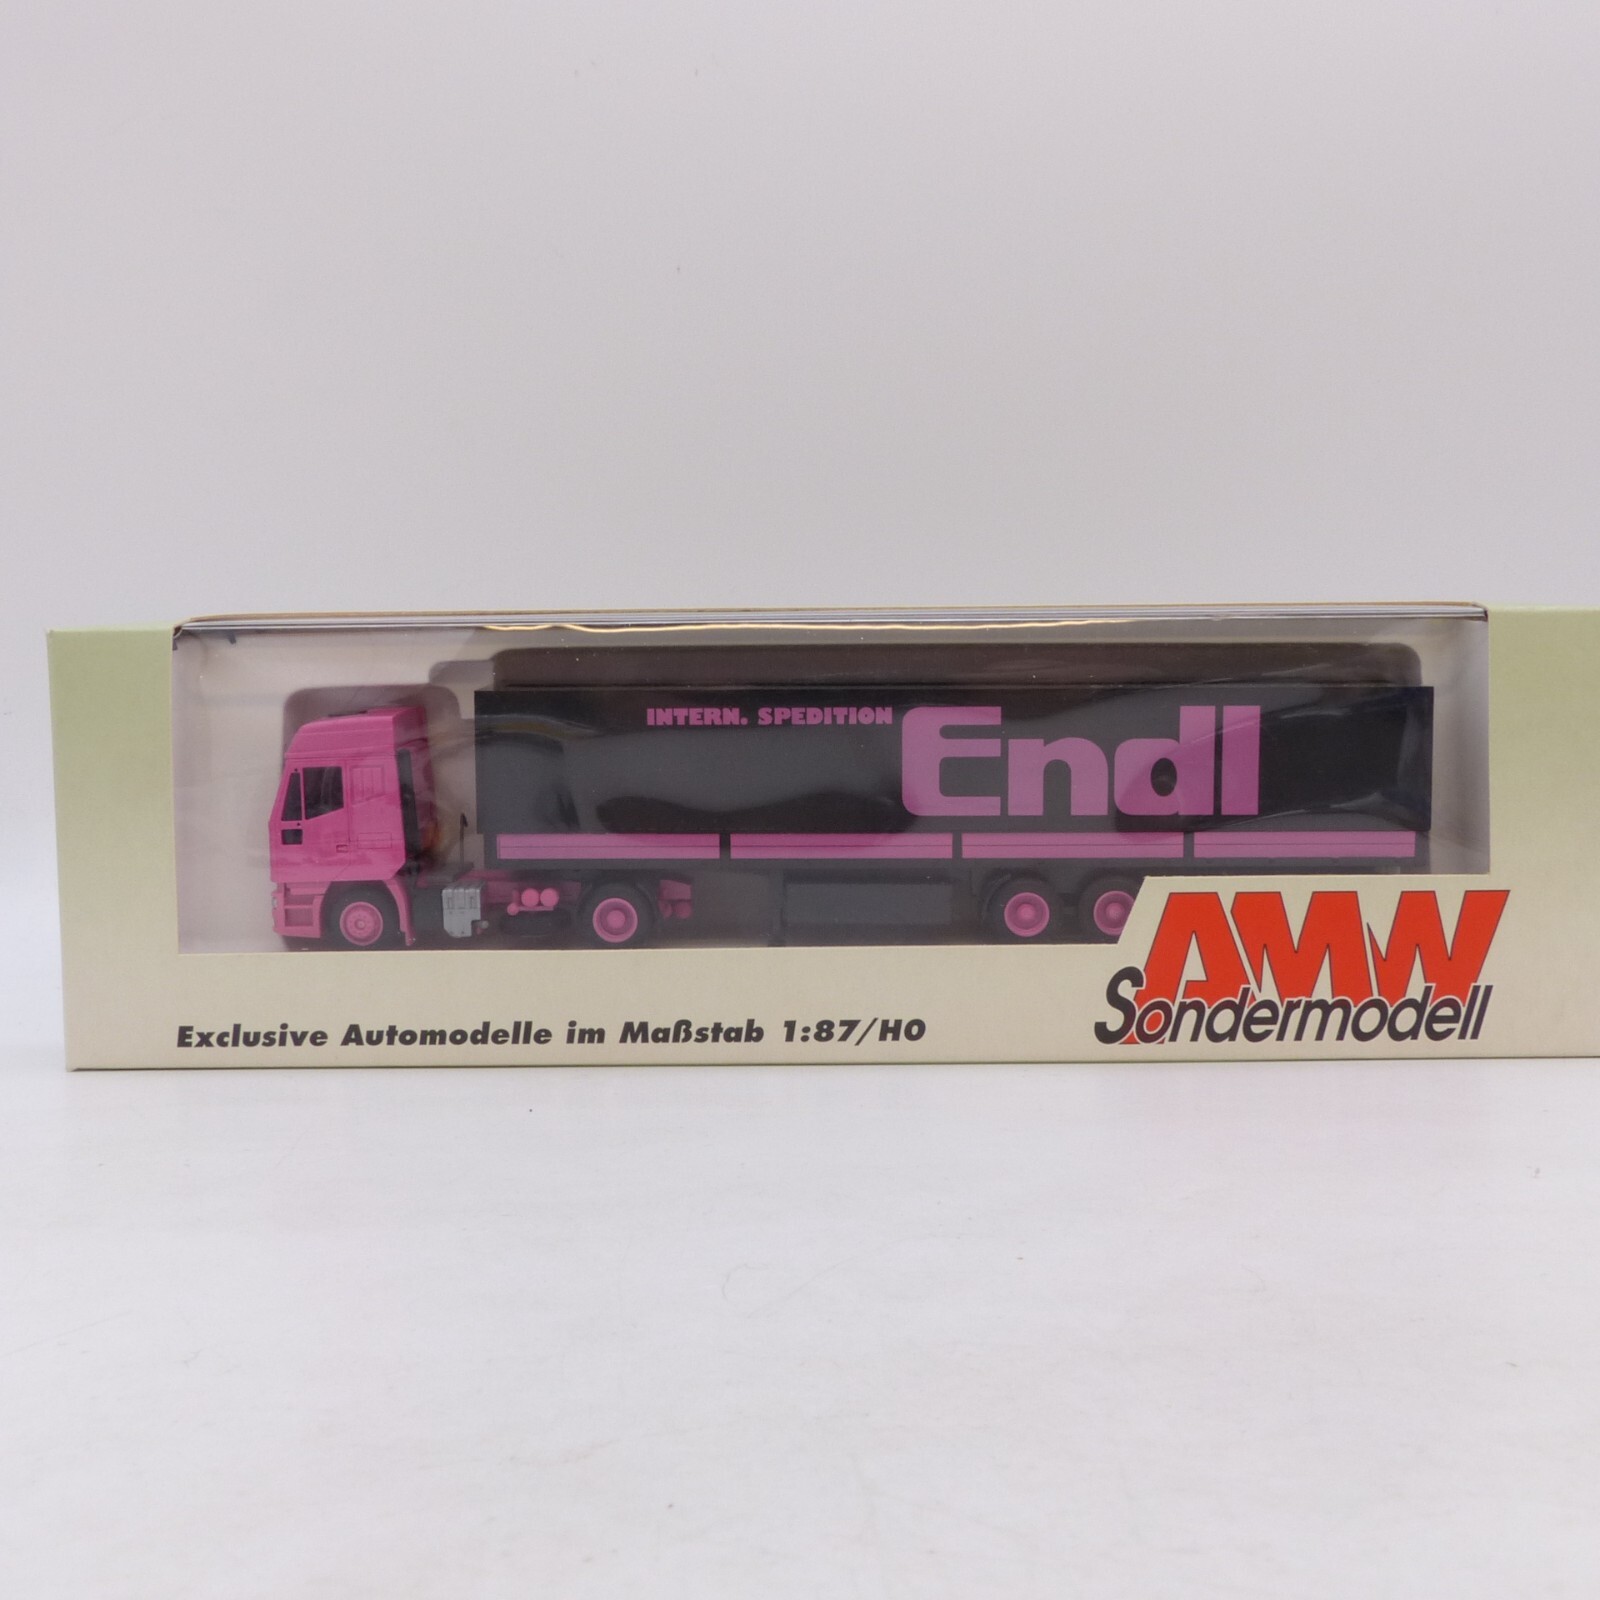 INTERN. SPEDITION Endl
AMW
Sondermodell
Exclusive Automodelle im Maßstab 1:87/H0